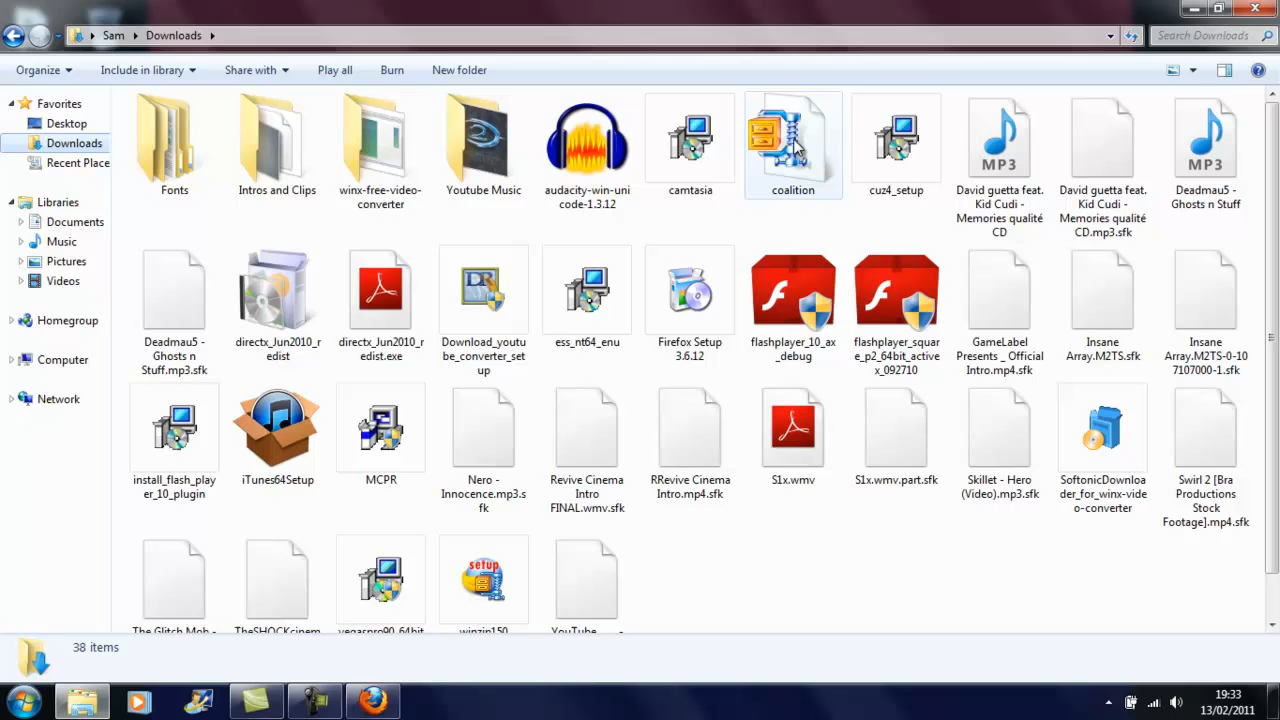 Sam Downloads
Search Downloads
Organize Include in library Share with Play all Burn New folder
Favorites
Desktop
Downloads
Recent Place
Libraries
Documents
Music
Pictures
Videos
Homegroup
Computer
Network
Fonts
Intros and Clips
winx-free-video-
converter
Youtube Music
audacity-win-uni
code-1.3.12
camtasia
coalition
cuz4_setup
David guetta feat.
Kid Cudi -
Memories qualité
CD
MP3
David guetta feat.
Kid Cudi -
Memories qualité
CD.mp3.sfk
MP3
Deadmau5 -
Ghosts n Stuff
Deadmau5 -
Ghosts n
Stuff.mp3.sfk
directx_Jun2010_r
edist
directx_Jun2010_r
edist.exe
Download_youtu
be_converter_set
up
ess_nt64_enu
Firefox Setup
3.6.12
flashplayer_10_ax
_debug
flashplayer_squar
e_p2_64bit_active
x_092710
GameLabel
Presents _ Official
Intro.mp4.sfk
Insane
Array.M2TS.sfk
Insane
Array.M2TS-0-10
7107000-1.sfk
install_flash_play
er_10_plugin
iTunes64Setup
MCPR
Nero -
Innocence.mp3.s
fk
Revive Cinema
Intro
FINAL.wmv.sfk
RRevive Cinema
Intro.mp4.sfk
S1x.wmv
S1x.wmv.part.sfk
Skillet - Hero
(Video).mp3.sfk
SoftonicDownloa
der_for_winx-vide
o-converter
Swirl 2 [Bra
Productions
Stock
Footage].mp4.sfk
The Glitch Mob -
TheSHOCKcinem
vegaspro90_64bit
setup
winzip150
YouTube -
38 items
19:33
13/02/2011